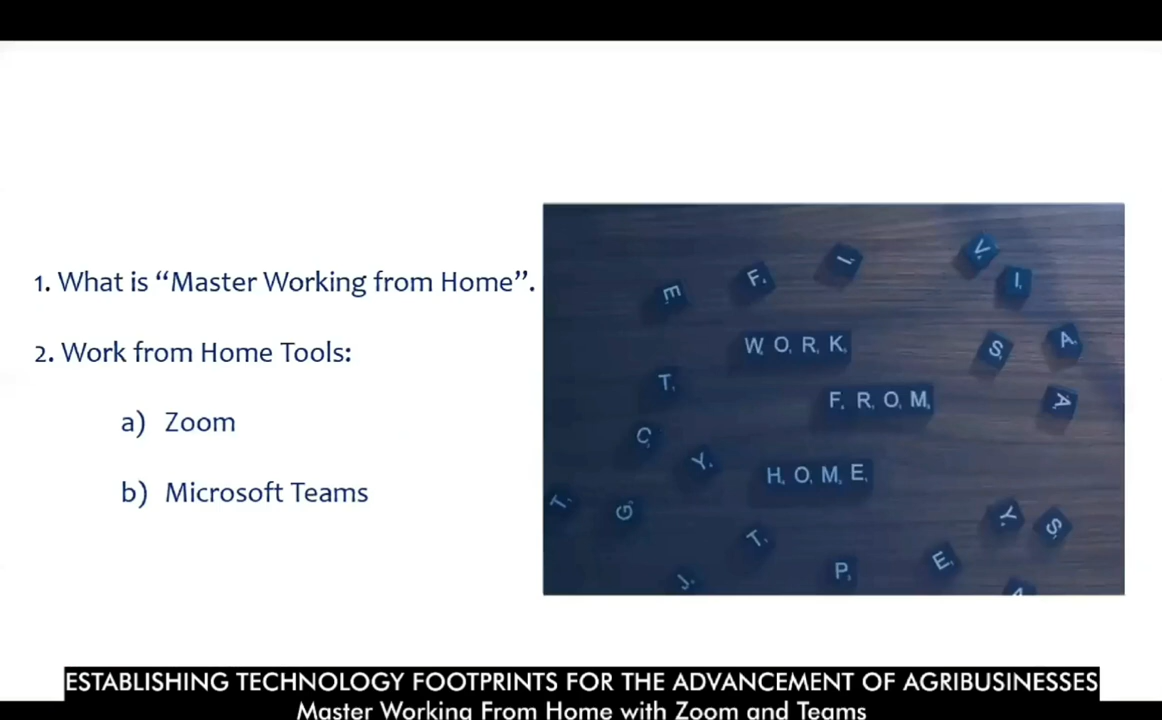 1. What is “Master Working from Home”.
2. Work from Home Tools:
a) Zoom
b) Microsoft Teams
V
I
I
F
E
W O R K
S
A
T
F R O M
A
C
Y
H O M E
T
G
Y
S
T
E
P
J
A
ESTABLISHING TECHNOLOGY FOOTPRINTS FOR THE ADVANCEMENT OF AGRIBUSINESSES
Master Working From Home with Zoom and Teams